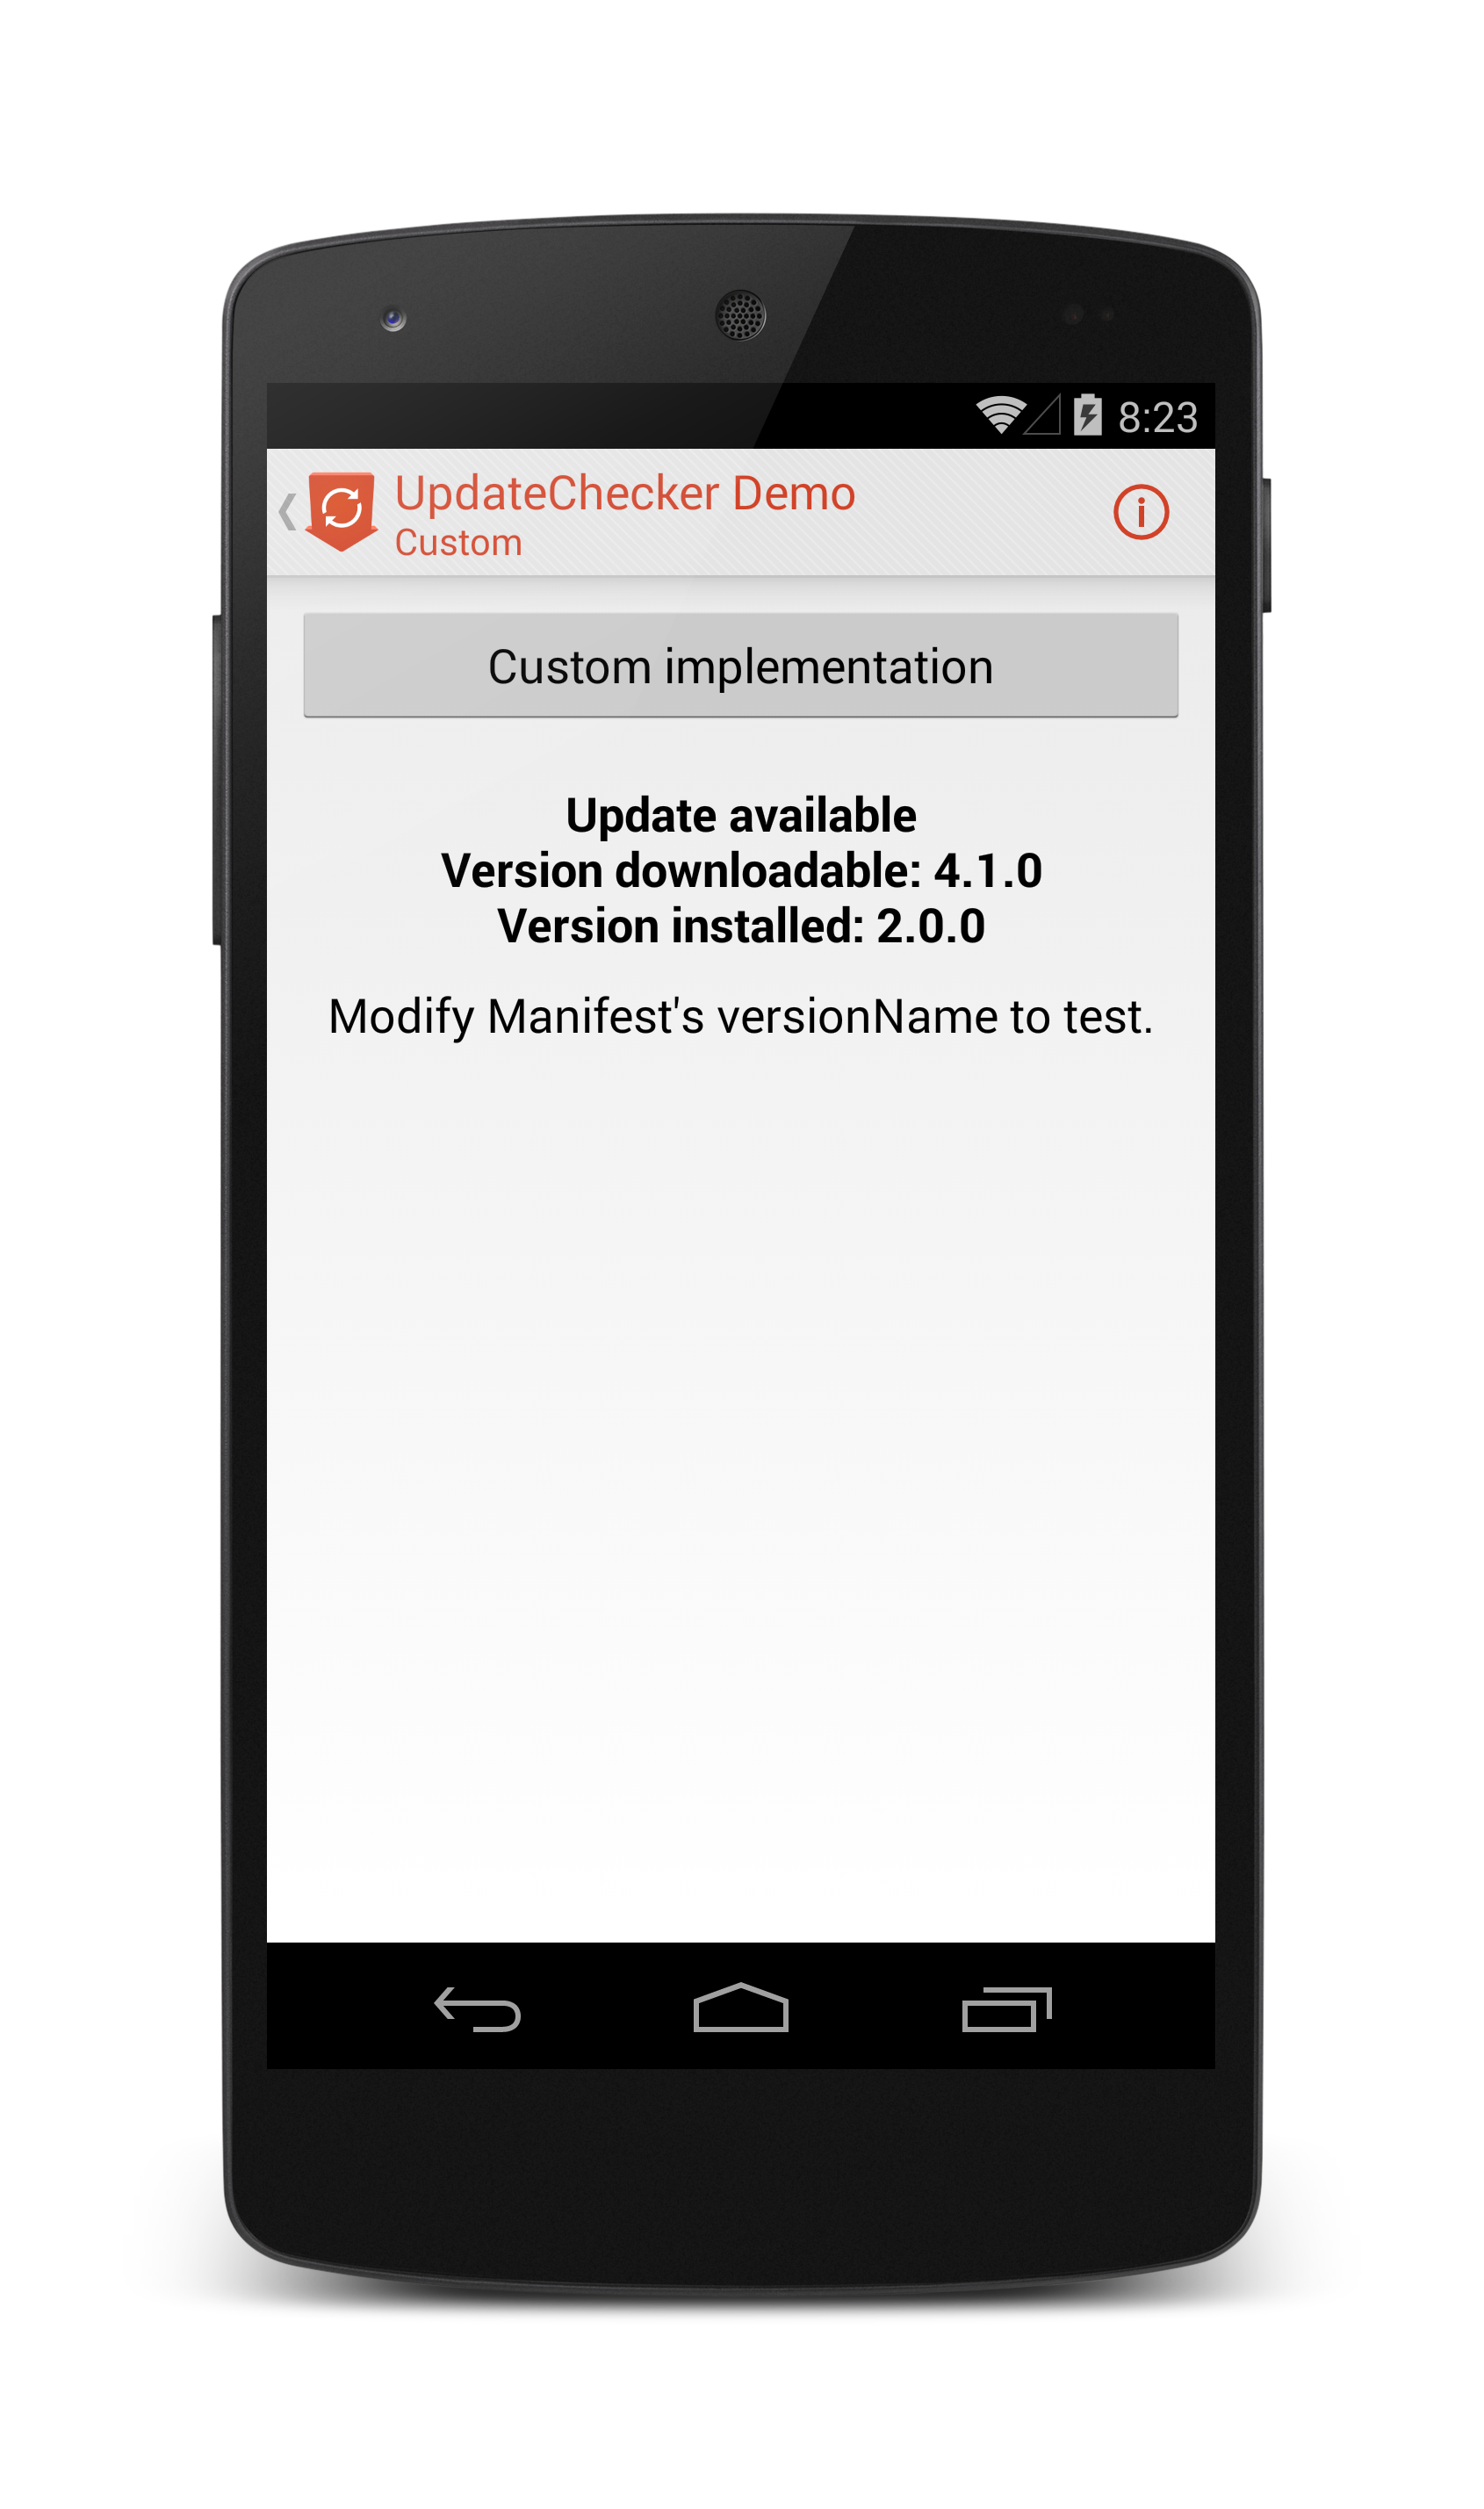 8:23
UpdateChecker Demo
Custom
Custom implementation
Update available
Version downloadable: 4.1.0
Version installed: 2.0.0
Modify Manifest's versionName to test.